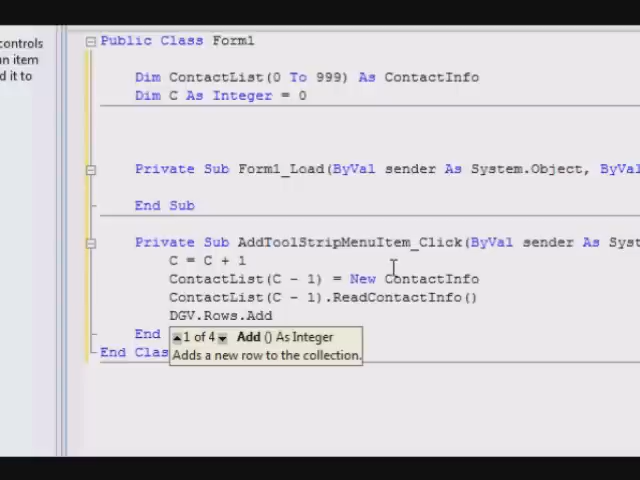 controls
n item
d it to
Public Class Form1
Dim ContactList(0 To 999) As ContactInfo
Dim C As Integer = 0
Private Sub Form1_Load(ByVal sender As System.Object, ByVal
End Sub
Private Sub AddToolStripMenuItem_Click(ByVal sender As Syst
C = C + 1
ContactList(C - 1) = New ContactInfo
ContactList(C - 1).ReadContactInfo()
DGV.Rows.Add
End
1 of 4 Add () As Integer
End Clas
Adds a new row to the collection.